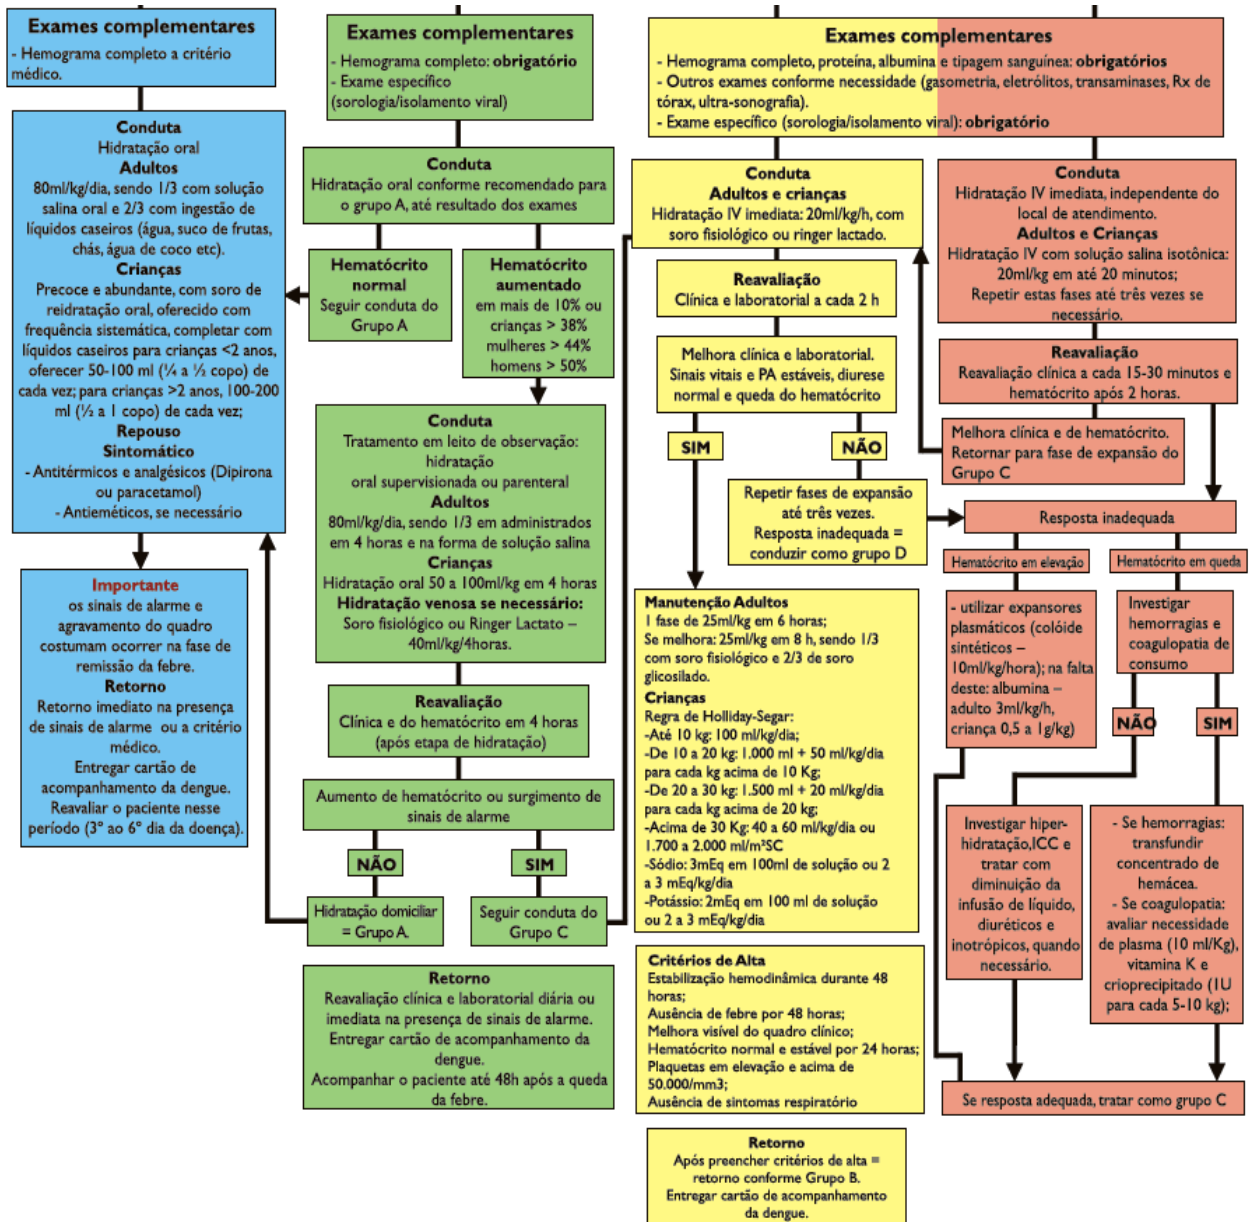 Exames complementares
- Hemograma completo a critério
médico.
Conduta
Hidratação oral
Adultos
80ml/kg/dia, sendo 1/3 com solução
salina oral e 2/3 com ingestão de
líquidos caseiros (água, suco de frutas,
chás, água de coco etc).
Crianças
Precoce e abundante, com soro de
reidratação oral, oferecido com
frequência sistemática, completar com
líquidos caseiros para crianças <2 anos,
oferecer 50-100 ml (¼ a ½ copo) de
cada vez; para crianças >2 anos, 100-200
ml (½ a 1 copo) de cada vez;
Repouso
Sintomático
- Antitérmicos e analgésicos (Dipirona
ou paracetamol)
- Antieméticos, se necessário
Importante
os sinais de alarme e
agravamento do quadro
costumam ocorrer na fase de
remissão da febre.
Retorno
Retorno imediato na presença
de sinais de alarme ou a critério
médico.
Entregar cartão de
acompanhamento da dengue.
Reavaliar o paciente nesse
período (3º ao 6º dia da doença).
Exames complementares
- Hemograma completo: obrigatório
- Exame específico
(sorologia/isolamento viral)
Conduta
Hidratação oral conforme recomendado para
o grupo A, até resultado dos exames
Hematócrito
normal
Seguir conduta do
Grupo A
Hematócrito
aumentado
em mais de 10% ou
crianças > 38%
mulheres > 44%
homens > 50%
Conduta
Tratamento em leito de observação:
hidratação
oral supervisionada ou parenteral
Adultos
80ml/kg/dia, sendo 1/3 em administrados
em 4 horas e na forma de solução salina
Crianças
Hidratação oral 50 a 100ml/kg em 4 horas
Hidratação venosa se necessário:
Soro fisiológico ou Ringer Lactato –
40ml/kg/4horas.
Reavaliação
Clínica e do hematócrito em 4 horas
(após etapa de hidratação)
Aumento de hematócrito ou surgimento de
sinais de alarme
NÃO
SIM
Hidratação domiciliar
= Grupo A.
Seguir conduta do
Grupo C
Retorno
Reavaliação clínica e laboratorial diária ou
imediata na presença de sinais de alarme.
Entregar cartão de acompanhamento da
dengue.
Acompanhar o paciente até 48h após a queda
da febre.
Exames complementares
- Hemograma completo, proteína, albumina e tipagem sanguínea: obrigatórios
- Outros exames conforme necessidade (gasometria, eletrólitos, transaminases, Rx de
tórax, ultra-sonografia).
- Exame específico (sorologia/isolamento viral): obrigatório
Conduta
Adultos e crianças
Hidratação IV imediata: 20ml/kg/h, com
soro fisiológico ou ringer lactado.
Reavaliação
Clínica e laboratorial a cada 2 h
Melhora clínica e laboratorial.
Sinais vitais e PA estáveis, diurese
normal e queda do hematócrito
SIM
NÃO
Repetir fases de expansão
até três vezes.
Resposta inadequada =
conduzir como grupo D
Manutenção Adultos
1 fase de 25ml/kg em 6 horas;
Se melhora: 25ml/kg em 8 h, sendo 1/3
com soro fisiológico e 2/3 de soro
glicosilado.
Crianças
Regra de Holliday-Segar:
-Até 10 kg: 100 ml/kg/dia;
-De 10 a 20 kg: 1.000 ml + 50 ml/kg/dia
para cada kg acima de 10 Kg;
-De 20 a 30 kg: 1.500 ml + 20 ml/kg/dia
para cada kg acima de 20 kg;
-Acima de 30 Kg: 40 a 60 ml/kg/dia ou
1.700 a 2.000 ml/m²SC
-Sódio: 3mEq em 100ml de solução ou 2
a 3 mEq/kg/dia
-Potássio: 2mEq em 100 ml de solução
ou 2 a 3 mEq/kg/dia
Critérios de Alta
Estabilização hemodinâmica durante 48
horas;
Ausência de febre por 48 horas;
Melhora visível do quadro clínico;
Hematócrito normal e estável por 24 horas;
Plaquetas em elevação e acima de
50.000/mm3;
Ausência de sintomas respiratório
Retorno
Após preencher critérios de alta =
retorno conforme Grupo B.
Entregar cartão de acompanhamento
da dengue.
Conduta
Hidratação IV imediata, independente do
local de atendimento.
Adultos e Crianças
Hidratação IV com solução salina isotônica:
20ml/kg em até 20 minutos;
Repetir estas fases até três vezes se
necessário.
Reavaliação
Reavaliação clínica a cada 15-30 minutos e
hematócrito após 2 horas.
Melhora clínica e de hematócrito.
Retornar para fase de expansão do
Grupo C
Resposta inadequada
Hematócrito em elevação
Hematócrito em queda
- utilizar expansores
plasmáticos (colóide
sintéticos –
10ml/kg/hora); na falta
deste: albumina –
adulto 3ml/kg/h,
criança 0,5 a 1g/kg)
Investigar
hemorragias e
coagulopatia de
consumo
NÃO
SIM
Investigar hiper-
hidratação,ICC e
tratar com
diminuição da
infusão de líquido,
diuréticos e
inotrópicos, quando
necessário.
- Se hemorragias:
transfundir
concentrado de
hemácea.
- Se coagulopatia:
avaliar necessidade
de plasma (10 ml/Kg),
vitamina K e
crioprecipitado (1U
para cada 5-10 kg);
Se resposta adequada, tratar como grupo C